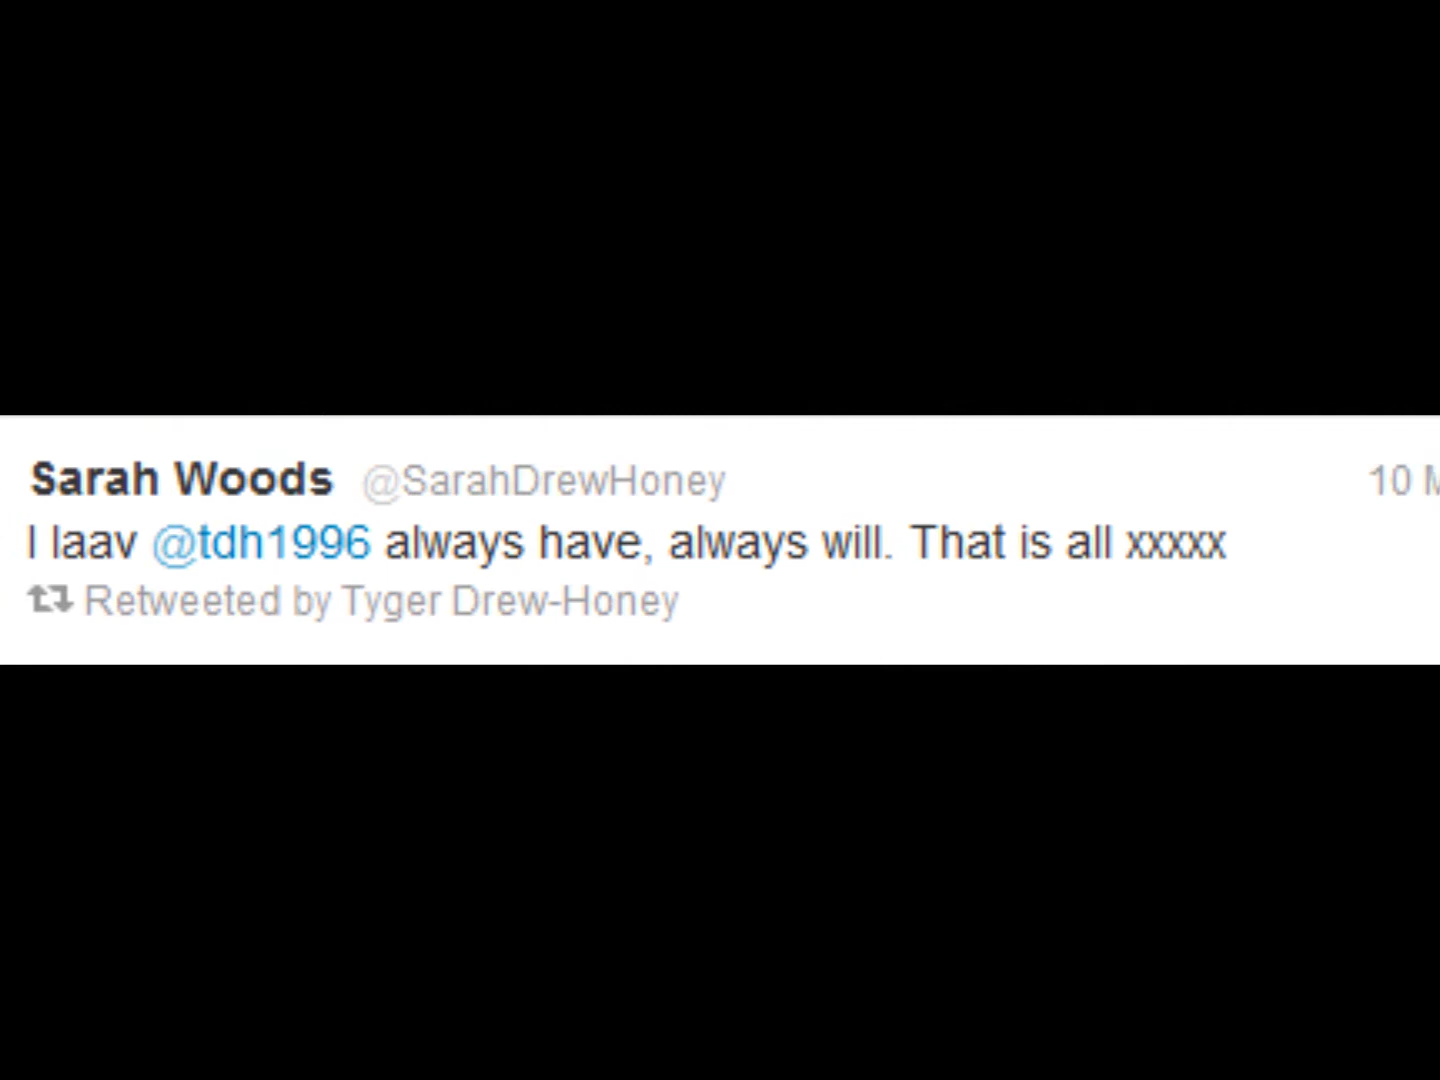 Sarah Woods @SarahDrewHoney 10 M
I laav @tdh1996 always have, always will. That is all xxxxx
Retweeted by Tyger Drew-Honey